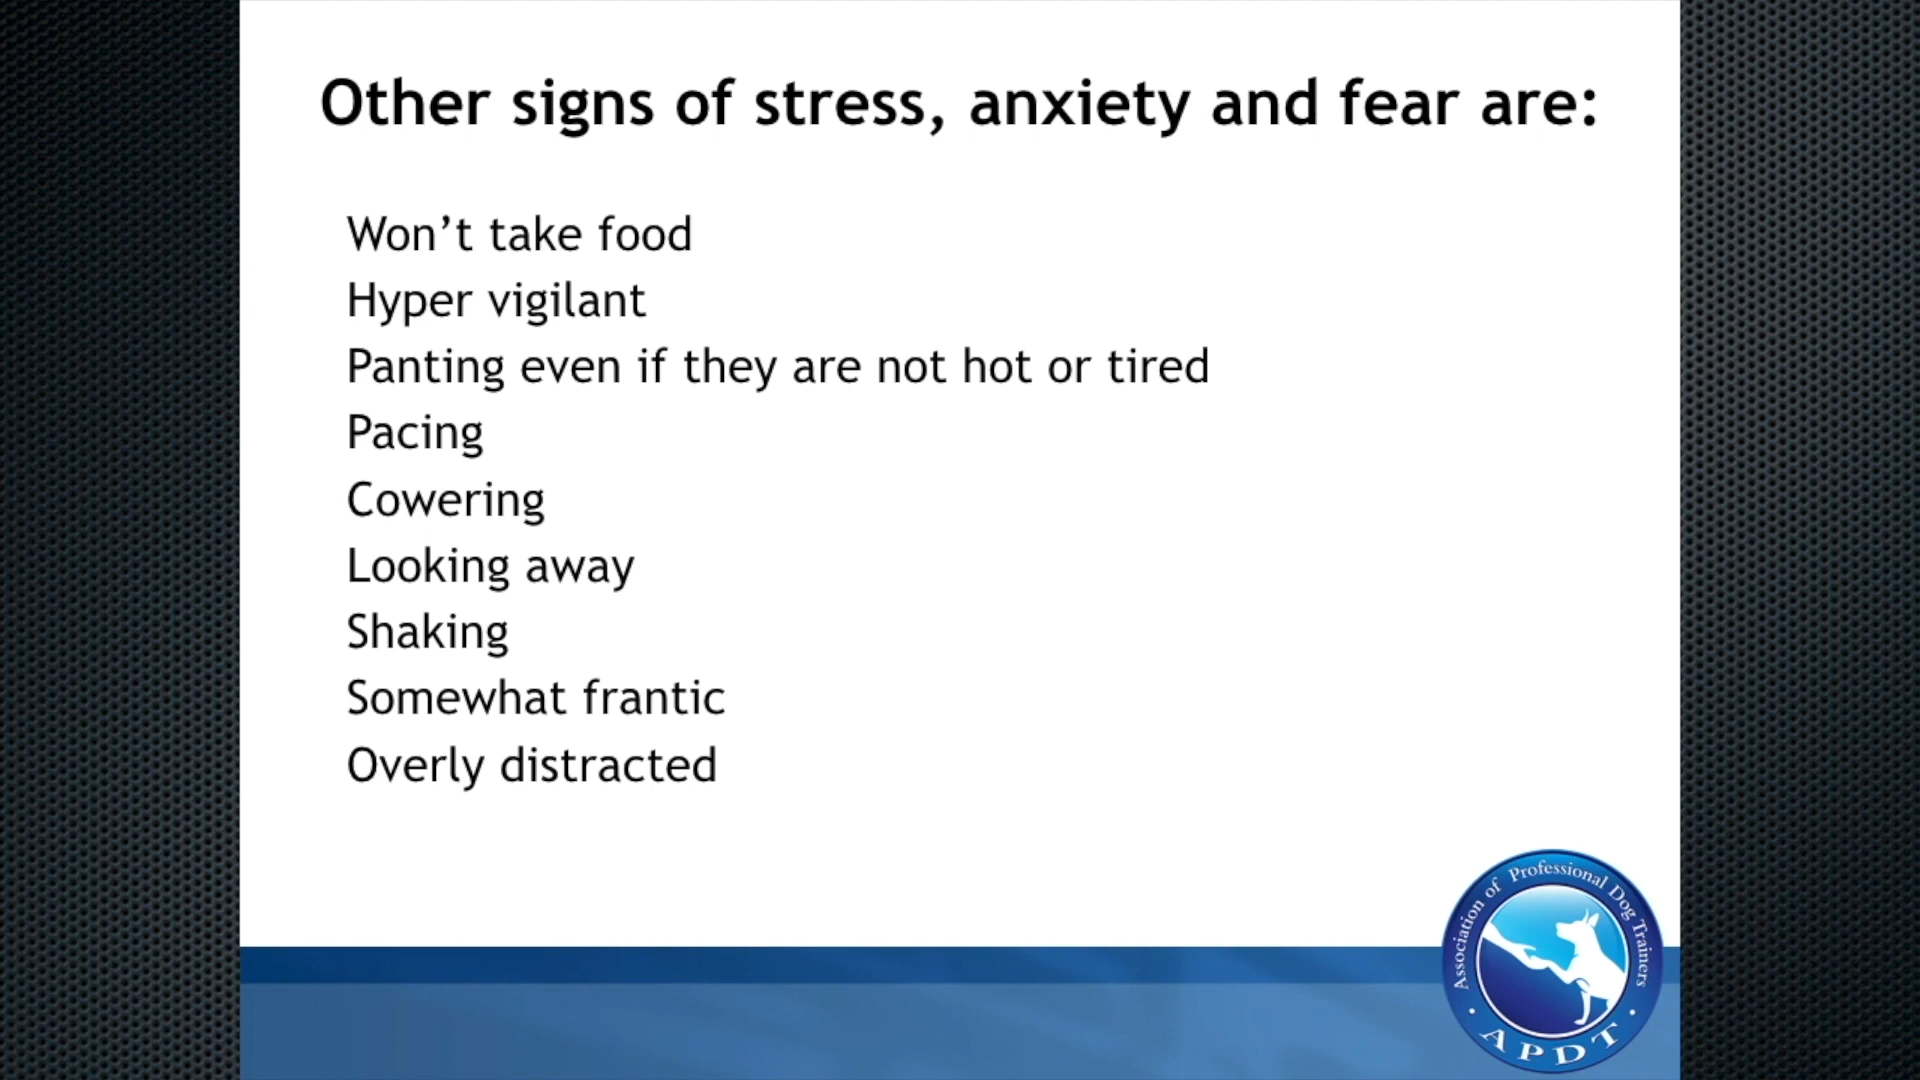 Other signs of stress, anxiety and fear are:
Won’t take food
Hyper vigilant
Panting even if they are not hot or tired
Pacing
Cowering
Looking away
Shaking
Somewhat frantic
Overly distracted
Association of Professional Dog Trainers
• APDT •